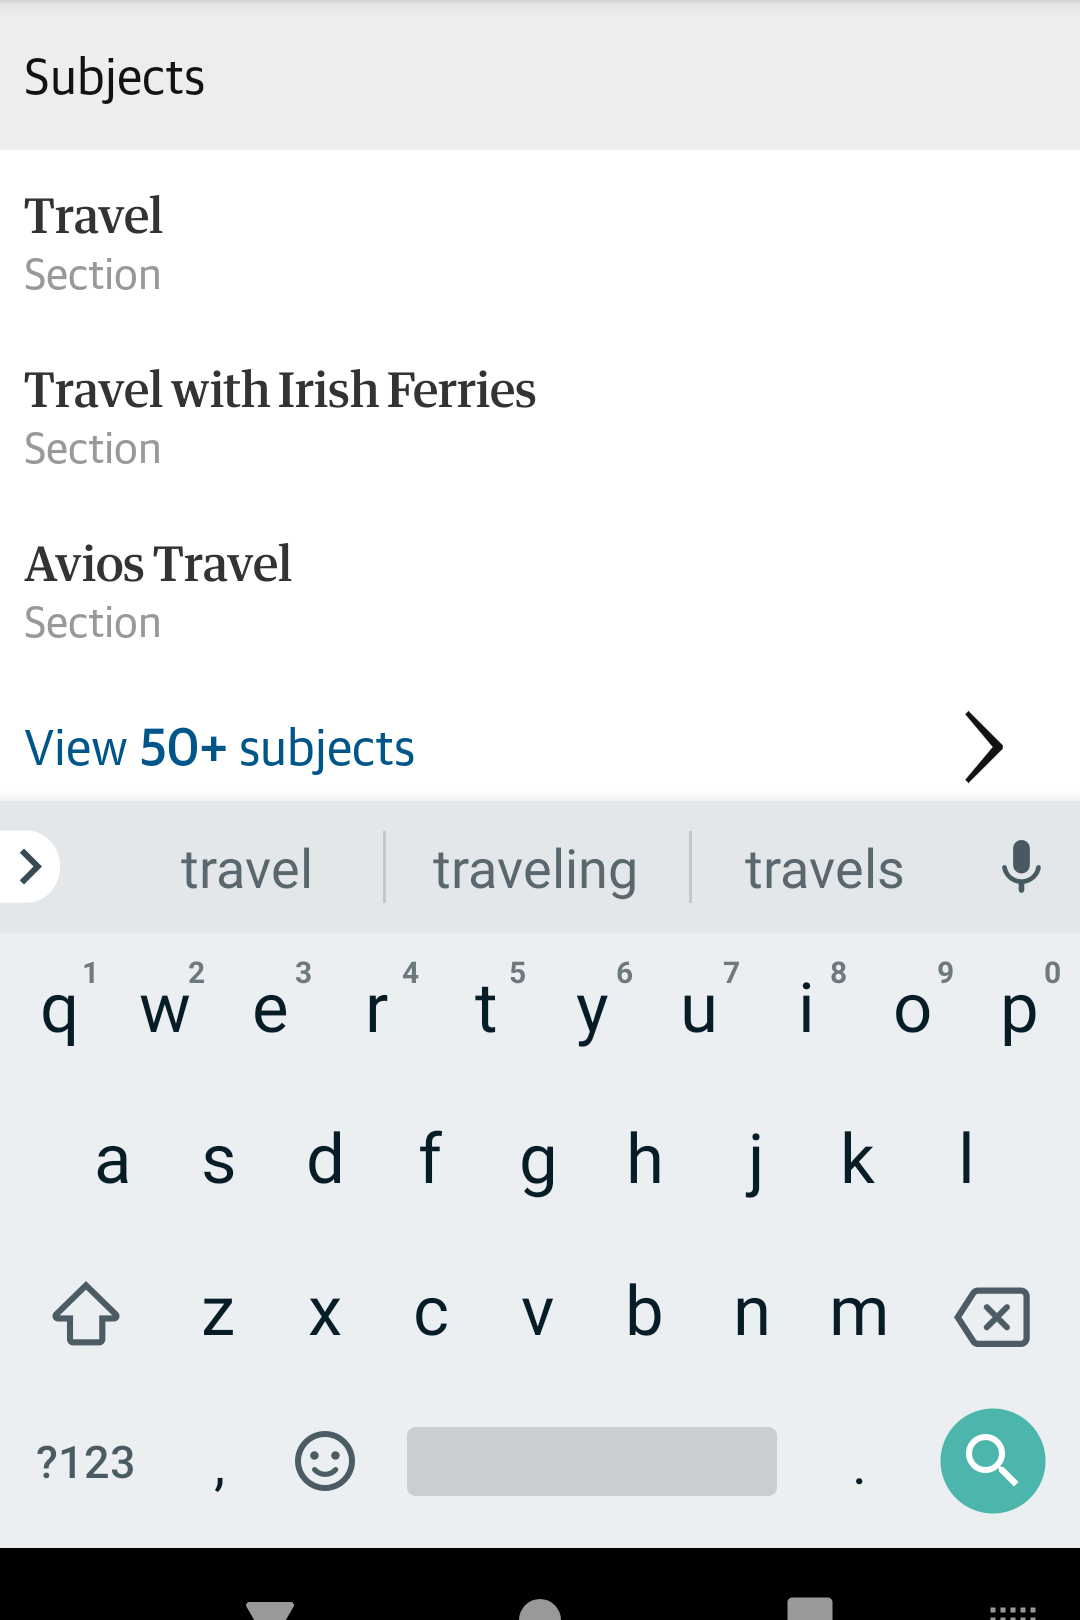 Subjects
Travel
Section
Travel with Irish Ferries
Section
Avios Travel
Section
View 50+ subjects
travel traveling travels
1 2 3 4 5 6 7 8 9 0
q w e r t y u i o p
a s d f g h j k l
z x c v b n m
?123 , .